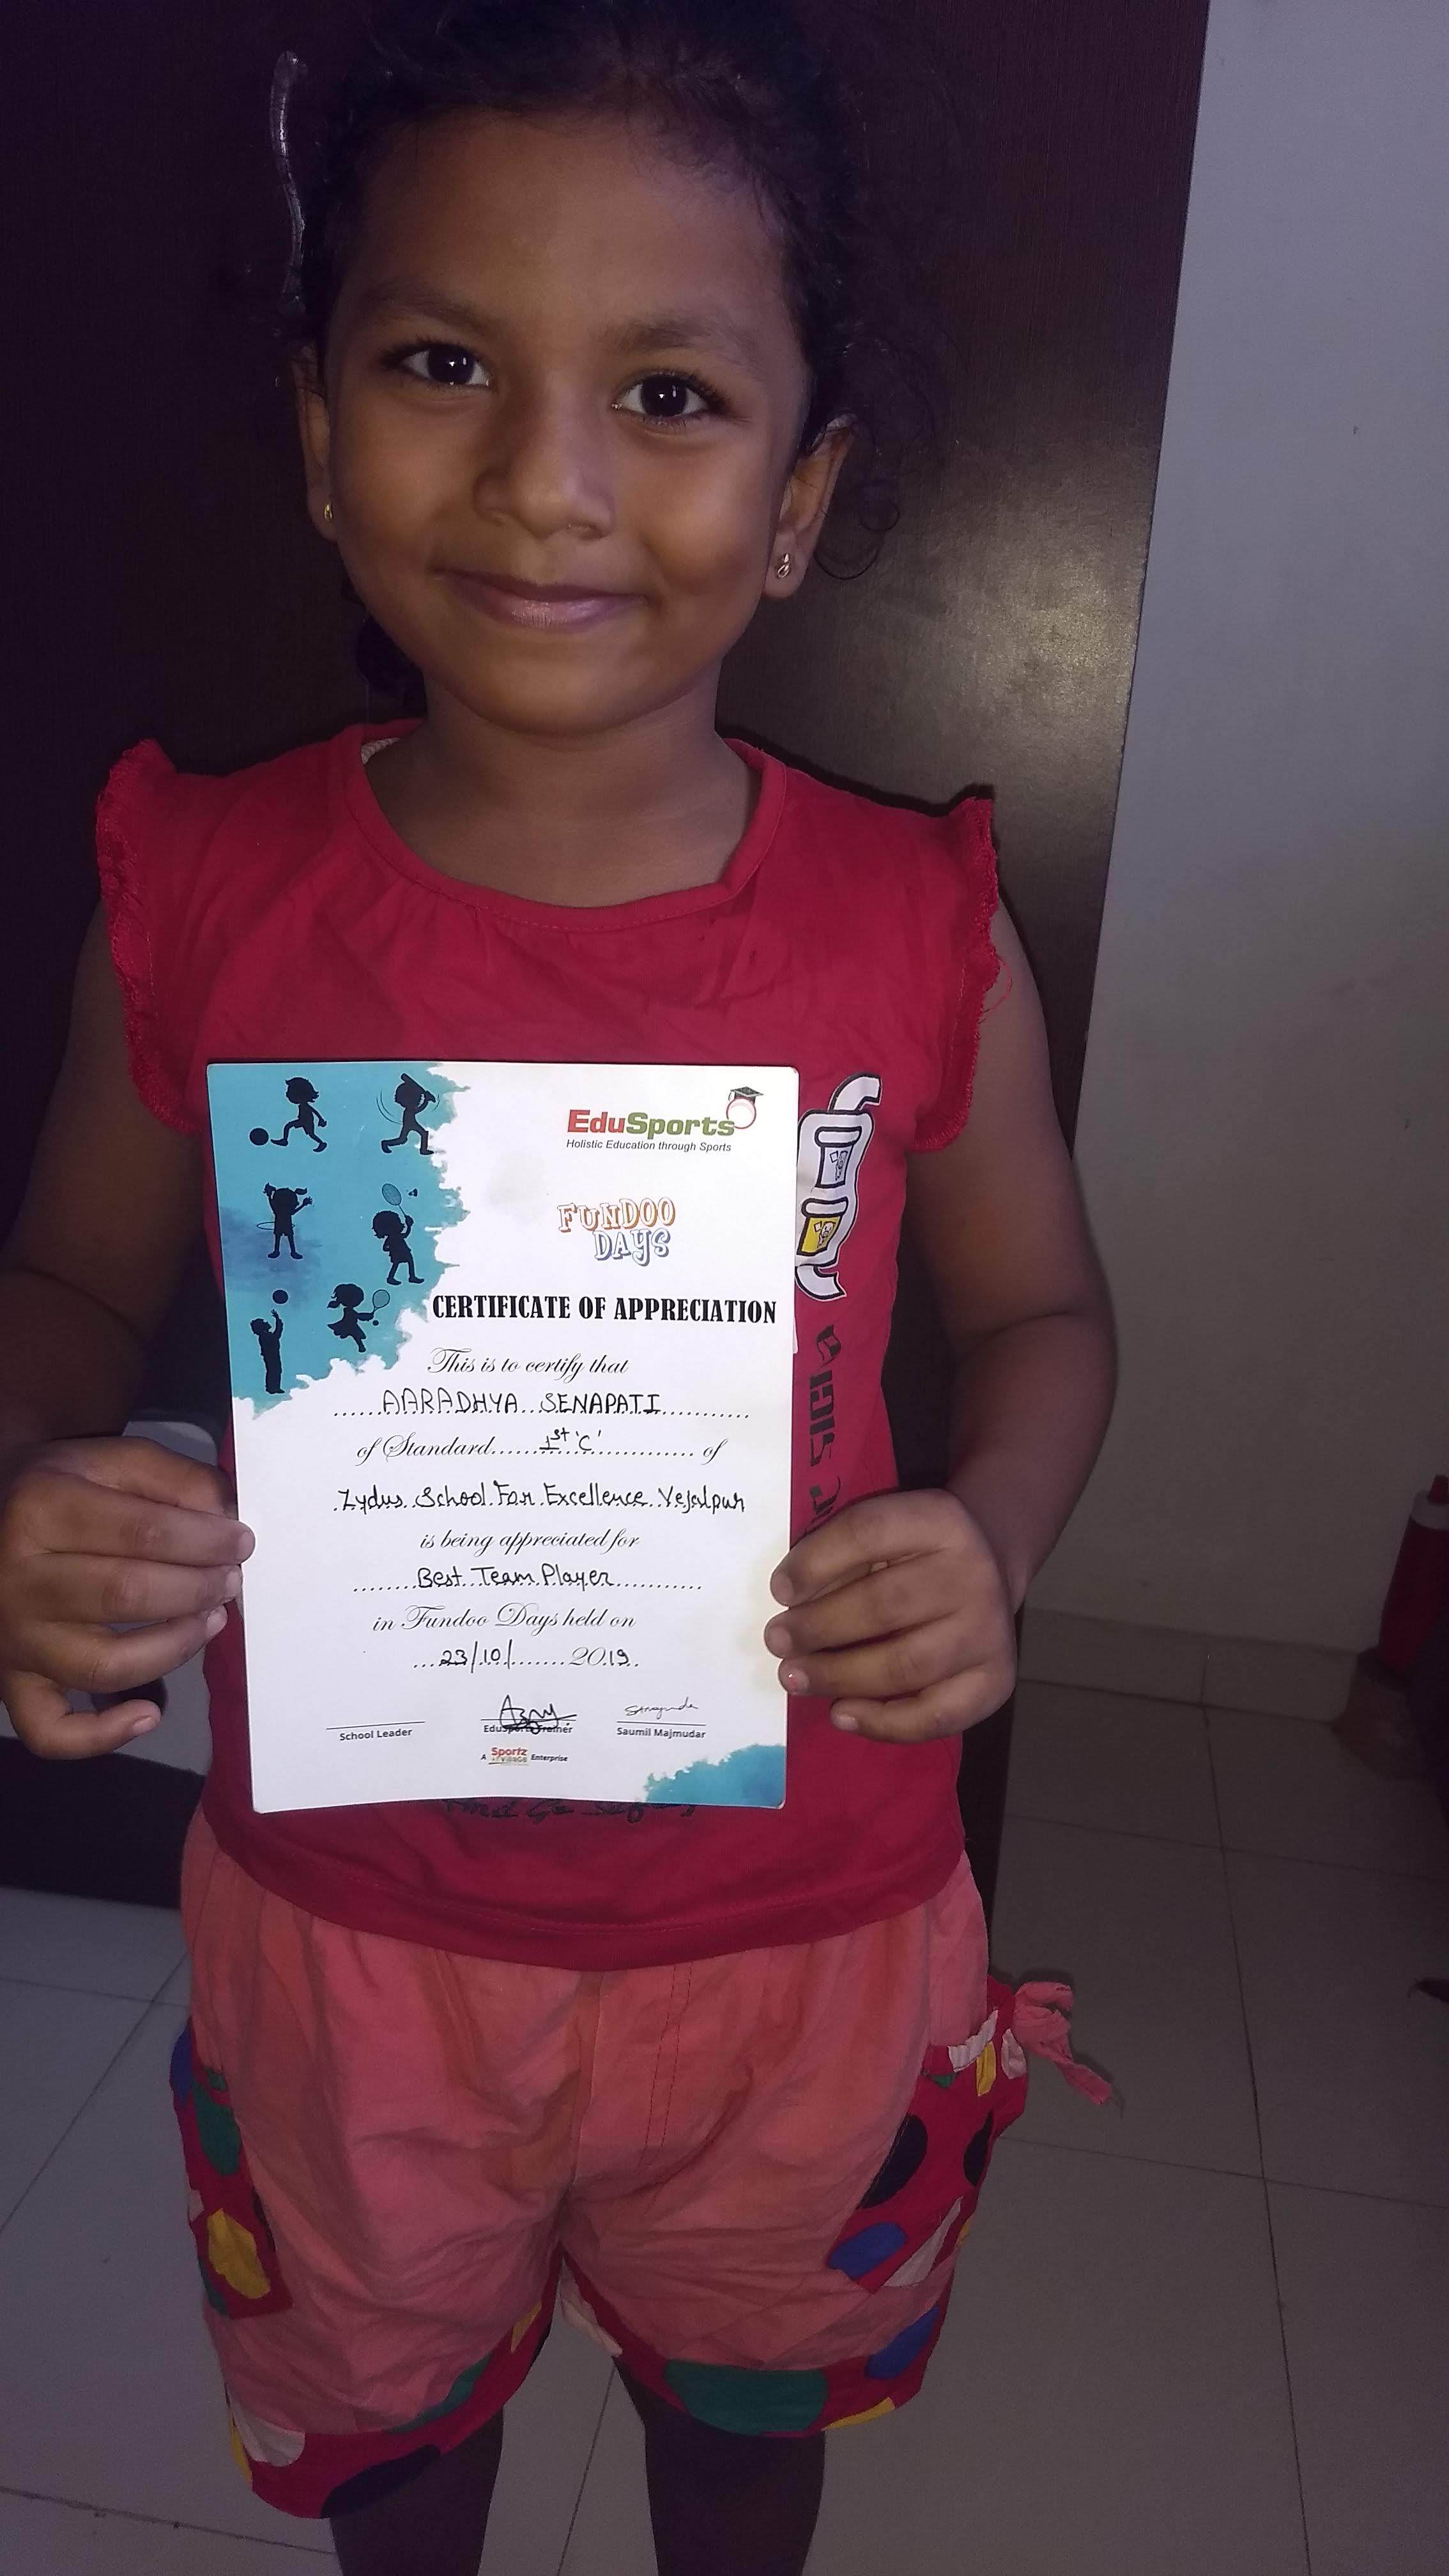 EduSports
Holistic Education through Sports
FUNDOO
DAYS
CERTIFICATE OF APPRECIATION
This is to certify that
......AARADHYA...SENAPATI...........
of Standard.......1st 'C'................. of
.Zydus..School.For.Excellence..Vejalpur
is being appreciated for
........Best..Team.Player............
in Fundoo Days held on
....23/10/........2019..
School Leader
EduSports Trainer
Saumil Majmudar
A Sportz Village Enterprise